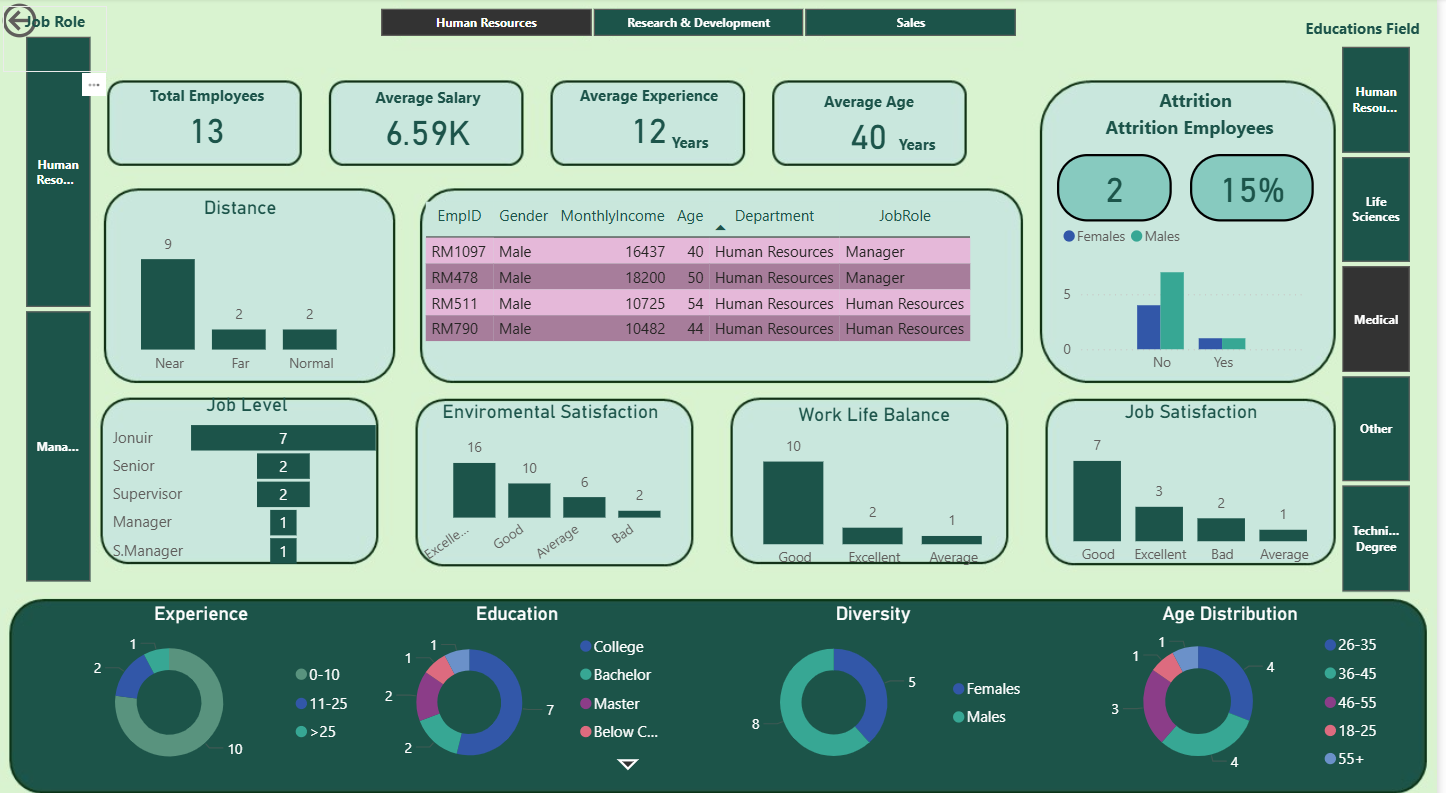 Job Role
Human Resources
Research & Development
Sales
Educations Field
Human
Reso...
Mana...
Total Employees
13
Average Salary
6.59K
Average Experience
12 Years
Average Age
40 Years
Attrition
Attrition Employees
2
15%
Females Males
5
0
No Yes
Human
Resou...
Life
Sciences
Medical
Other
Techni...
Degree
Distance
9
2
2
Near Far Normal
EmpID Gender MonthlyIncome Age Department JobRole
RM1097 Male 16437 40 Human Resources Manager
RM478 Male 18200 50 Human Resources Manager
RM511 Male 10725 54 Human Resources Human Resources
RM790 Male 10482 44 Human Resources Human Resources
Job Level
Jonuir 7
Senior 2
Supervisor 2
Manager 1
S.Manager 1
Enviromental Satisfaction
16
10
6
2
Excelle... Good Average Bad
Work Life Balance
10
2
1
Good Excellent Average
Job Satisfaction
7
3
2
1
Good Excellent Bad Average
Experience
1
2
10
0-10
11-25
>25
Education
1
1
2
2
7
College
Bachelor
Master
Below C...
Diversity
5
8
Females
Males
Age Distribution
1
1
3
4
4
26-35
36-45
46-55
18-25
55+